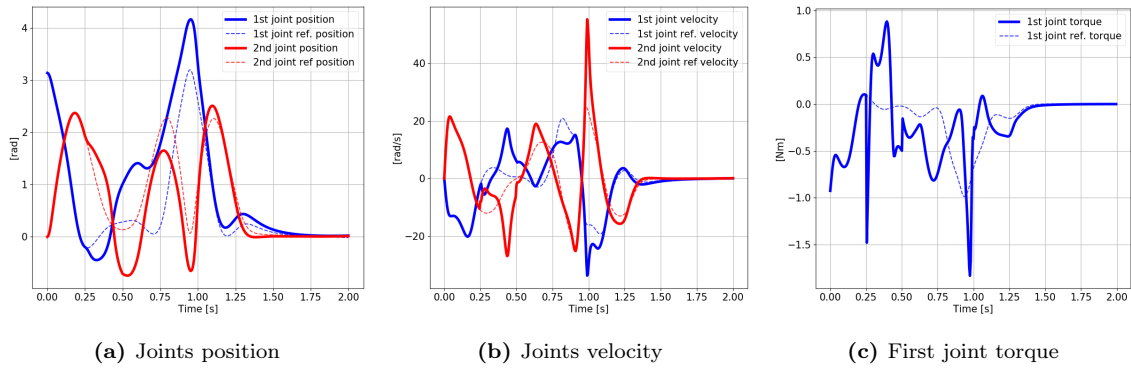 1st joint position
1st joint ref. position
2nd joint position
2nd joint ref position
[rad]
4
3
2
1
0
0.00 0.25 0.50 0.75 1.00 1.25 1.50 1.75 2.00
Time [s]
(a) Joints position
1st joint velocity
1st joint ref. velocity
2nd joint velocity
2nd joint ref velocity
[rad/s]
40
20
0
−20
0.00 0.25 0.50 0.75 1.00 1.25 1.50 1.75 2.00
Time [s]
(b) Joints velocity
1st joint torque
1st joint ref. torque
[Nm]
1.0
0.5
0.0
−0.5
−1.0
−1.5
0.00 0.25 0.50 0.75 1.00 1.25 1.50 1.75 2.00
Time [s]
(c) First joint torque